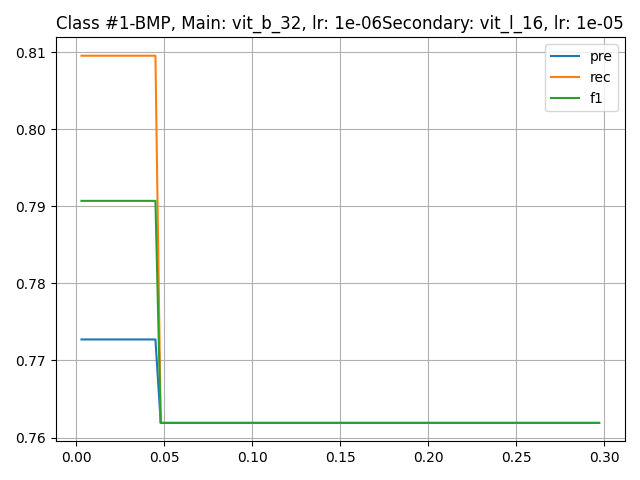 Class #1-BMP, Main: vit_b_32, lr: 1e-06Secondary: vit_l_16, lr: 1e-05
pre
rec
f1
0.81
0.80
0.79
0.78
0.77
0.76
0.00 0.05 0.10 0.15 0.20 0.25 0.30